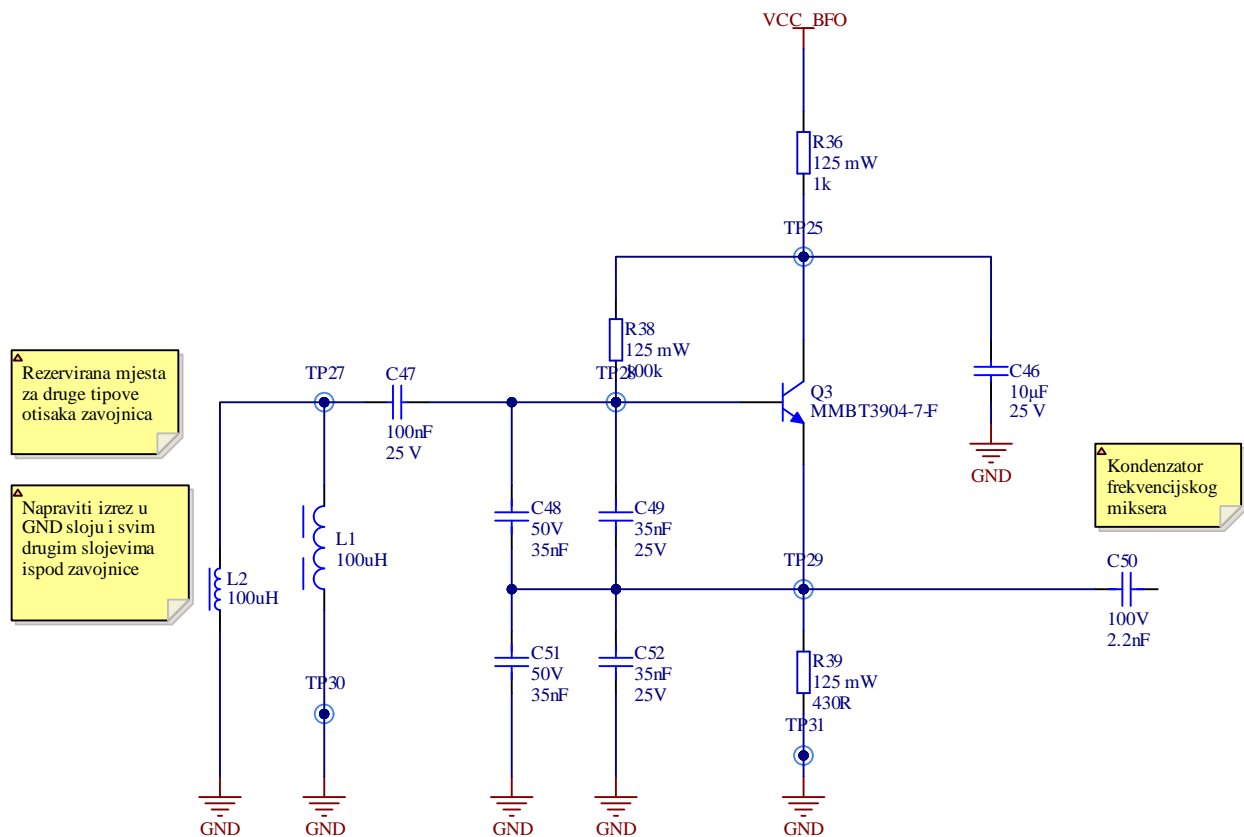 VCC_BFO
R36
125 mW
1k
TP25
R38
125 mW
100k
TP28
TP27
C47
100nF
25 V
Q3
MMBT3904-7-F
C46
10µF
25 V
GND
Rezervirana mjesta
za druge tipove
otisaka zavojnica
Napraviti izrez u
GND sloju i svim
drugim slojevima
ispod zavojnice
Kondenzator
frekvencijskog
miksera
L2
100uH
L1
100uH
C48
50V
35nF
C49
35nF
25V
TP29
C50
100V
2.2nF
C51
50V
35nF
C52
35nF
25V
R39
125 mW
430R
TP30
TP31
GND
GND
GND
GND
GND